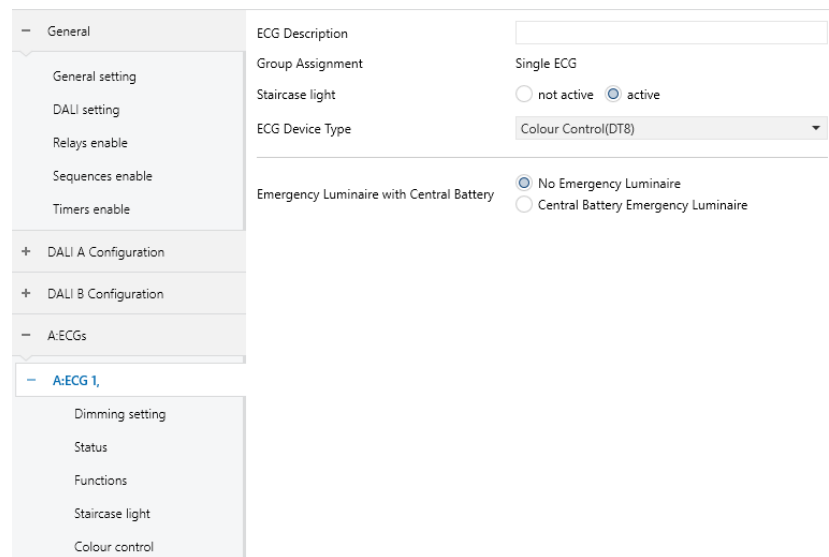 General
General setting
DALI setting
Relays enable
Sequences enable
Timers enable
DALI A Configuration
DALI B Configuration
A:ECGs
A:ECG 1,
Dimming setting
Status
Functions
Staircase light
Colour control
ECG Description
Group Assignment Single ECG
Staircase light not active active
ECG Device Type Colour Control(DT8)
Emergency Luminaire with Central Battery No Emergency Luminaire
Central Battery Emergency Luminaire